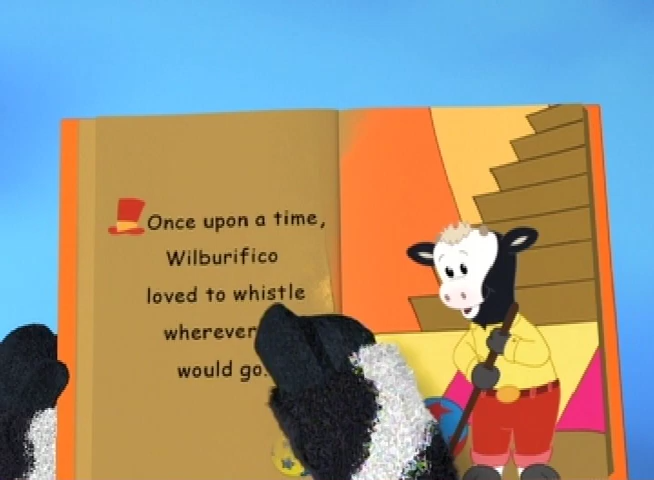 Once upon a time,
Wilburifico
loved to whistle
wherever
would go.